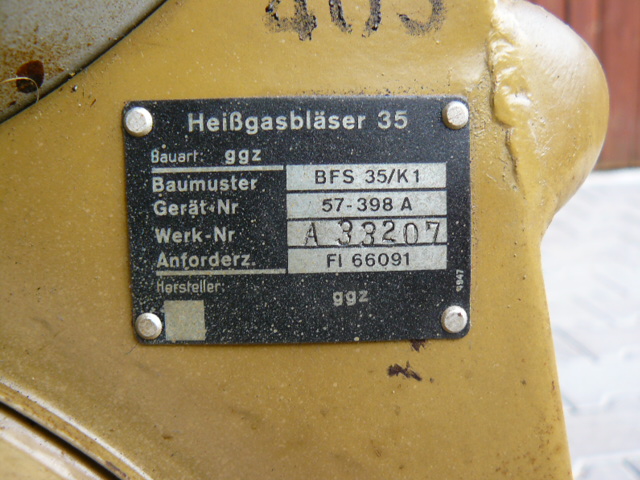 403
Heißgasbläser 35
Bauart: ggz
Baumuster BFS 35/K1
Gerät-Nr 57-398 A
Werk-Nr A 33207
Anforderz. Fl 66091
Hersteller: ggz